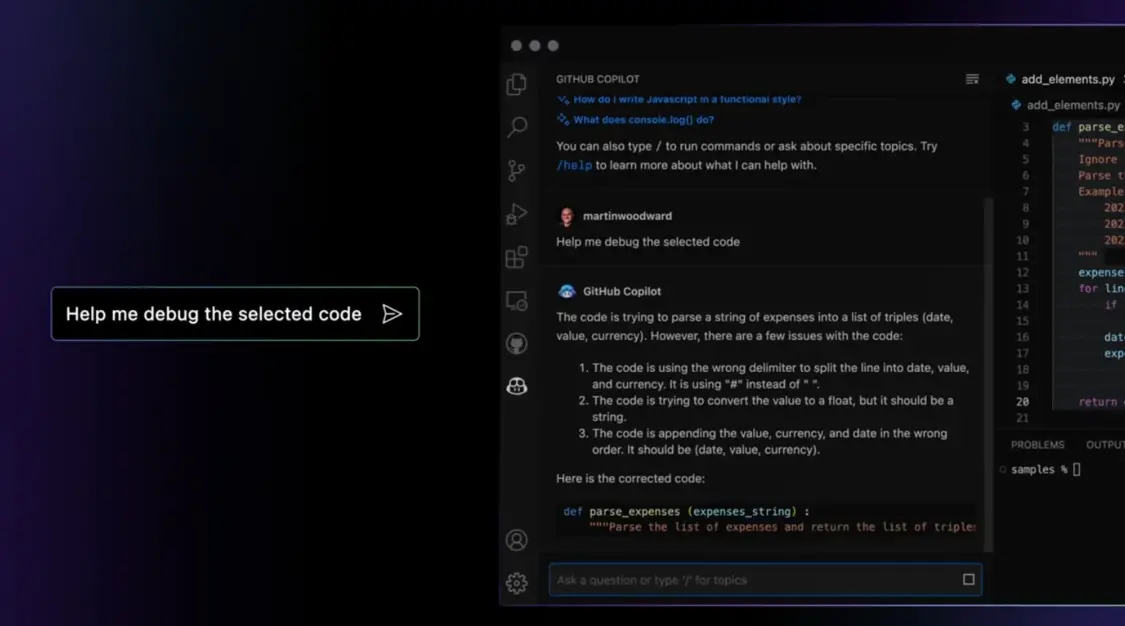 Help me debug the selected code
GITHUB COPILOT
How do I write Javascript in a functional style?
What does console.log() do?
You can also type / to run commands or ask about specific topics. Try
/help to learn more about what I can help with.
martinwoodward
Help me debug the selected code
GitHub Copilot
The code is trying to parse a string of expenses into a list of triples (date,
value, currency). However, there are a few issues with the code:
1. The code is using the wrong delimiter to split the line into date, value,
and currency. It is using "#" instead of " ".
2. The code is trying to convert the value to a float, but it should be a
string.
3. The code is appending the value, currency, and date in the wrong
order. It should be (date, value, currency).
Here is the corrected code:
def parse_expenses (expenses_string) :
"""Parse the list of expenses and return the list of triples
Ask a question or type '/' for topics
add_elements.py
add_elements.py
3 def parse_e
4 """Pars
5 Ignore
6 Parse t
7 Example
8 202
9 202
10 202
11 """
12 expense
13 for lin
14 if
15
16 dat
17 exp
18
19
20 return
21
PROBLEMS OUTPUT
samples %